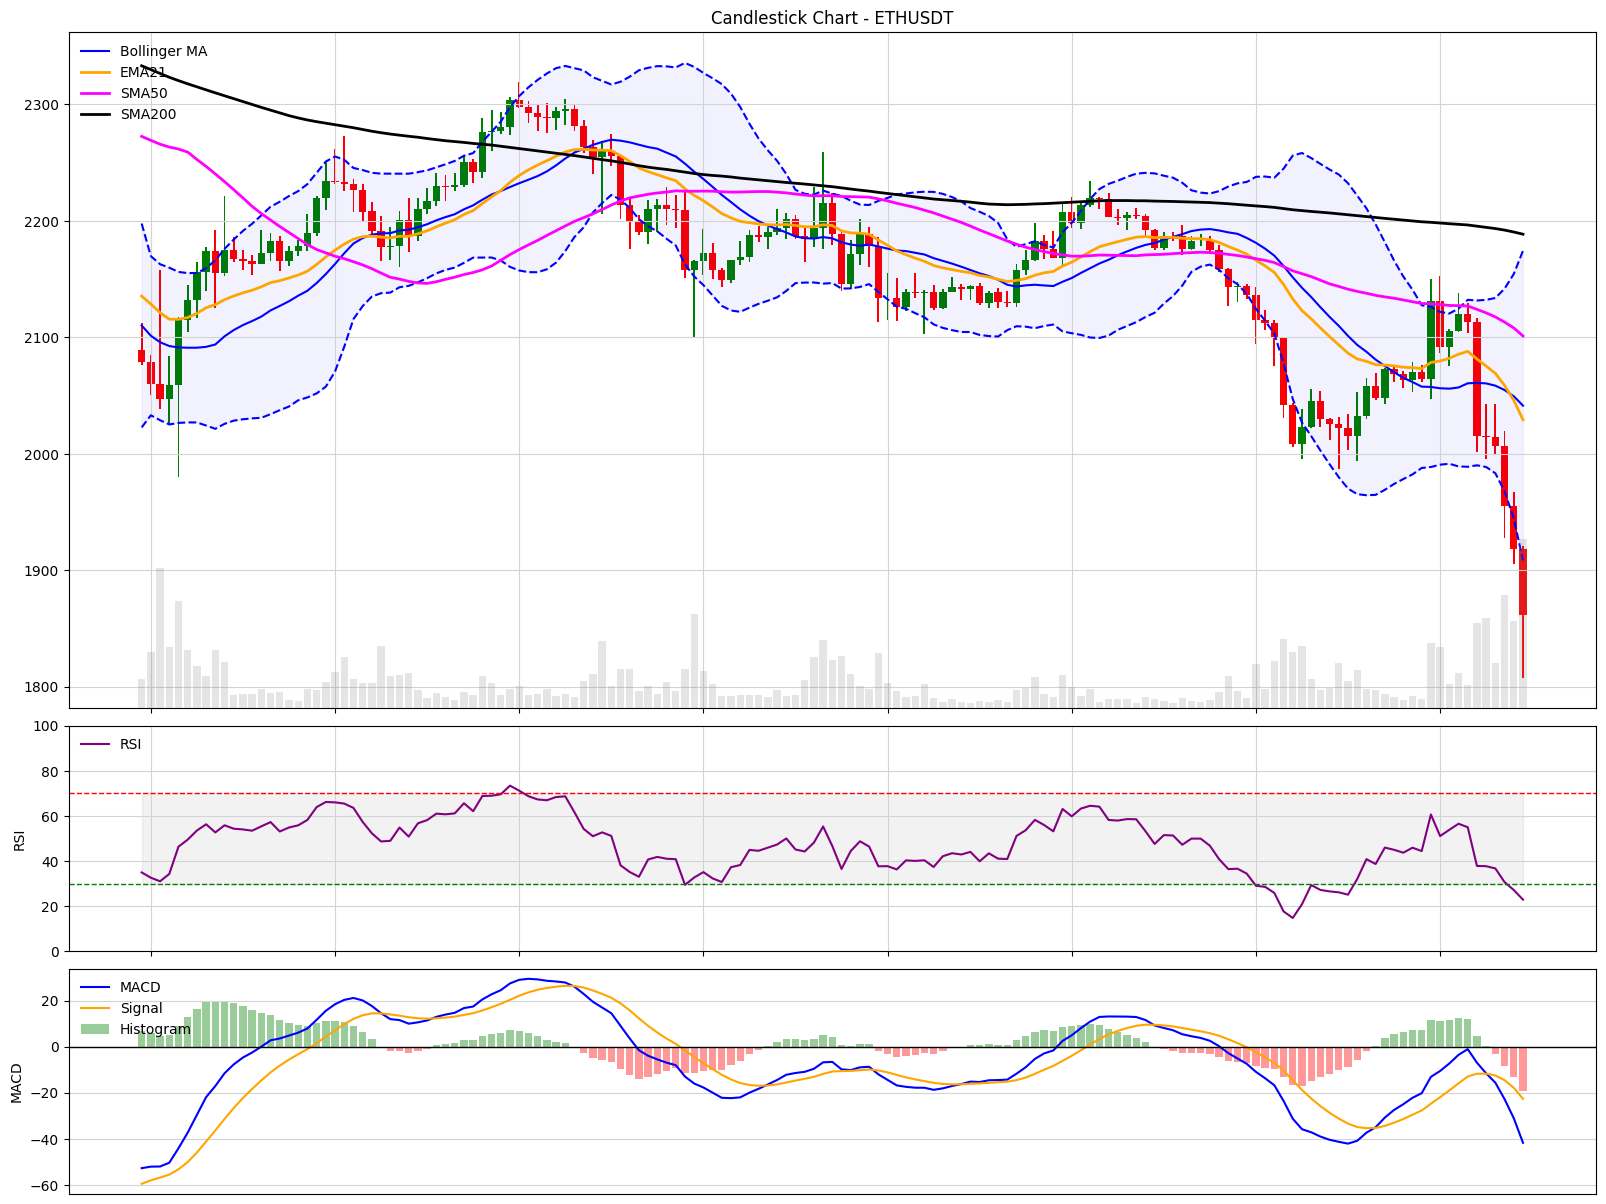 Candlestick Chart - ETHUSDT
Bollinger MA
EMA21
SMA50
SMA200
2300
2200
2100
2000
1900
1800
100
80
60
40
20
0
RSI
RSI
20
0
−20
−40
−60
MACD
MACD
Signal
Histogram